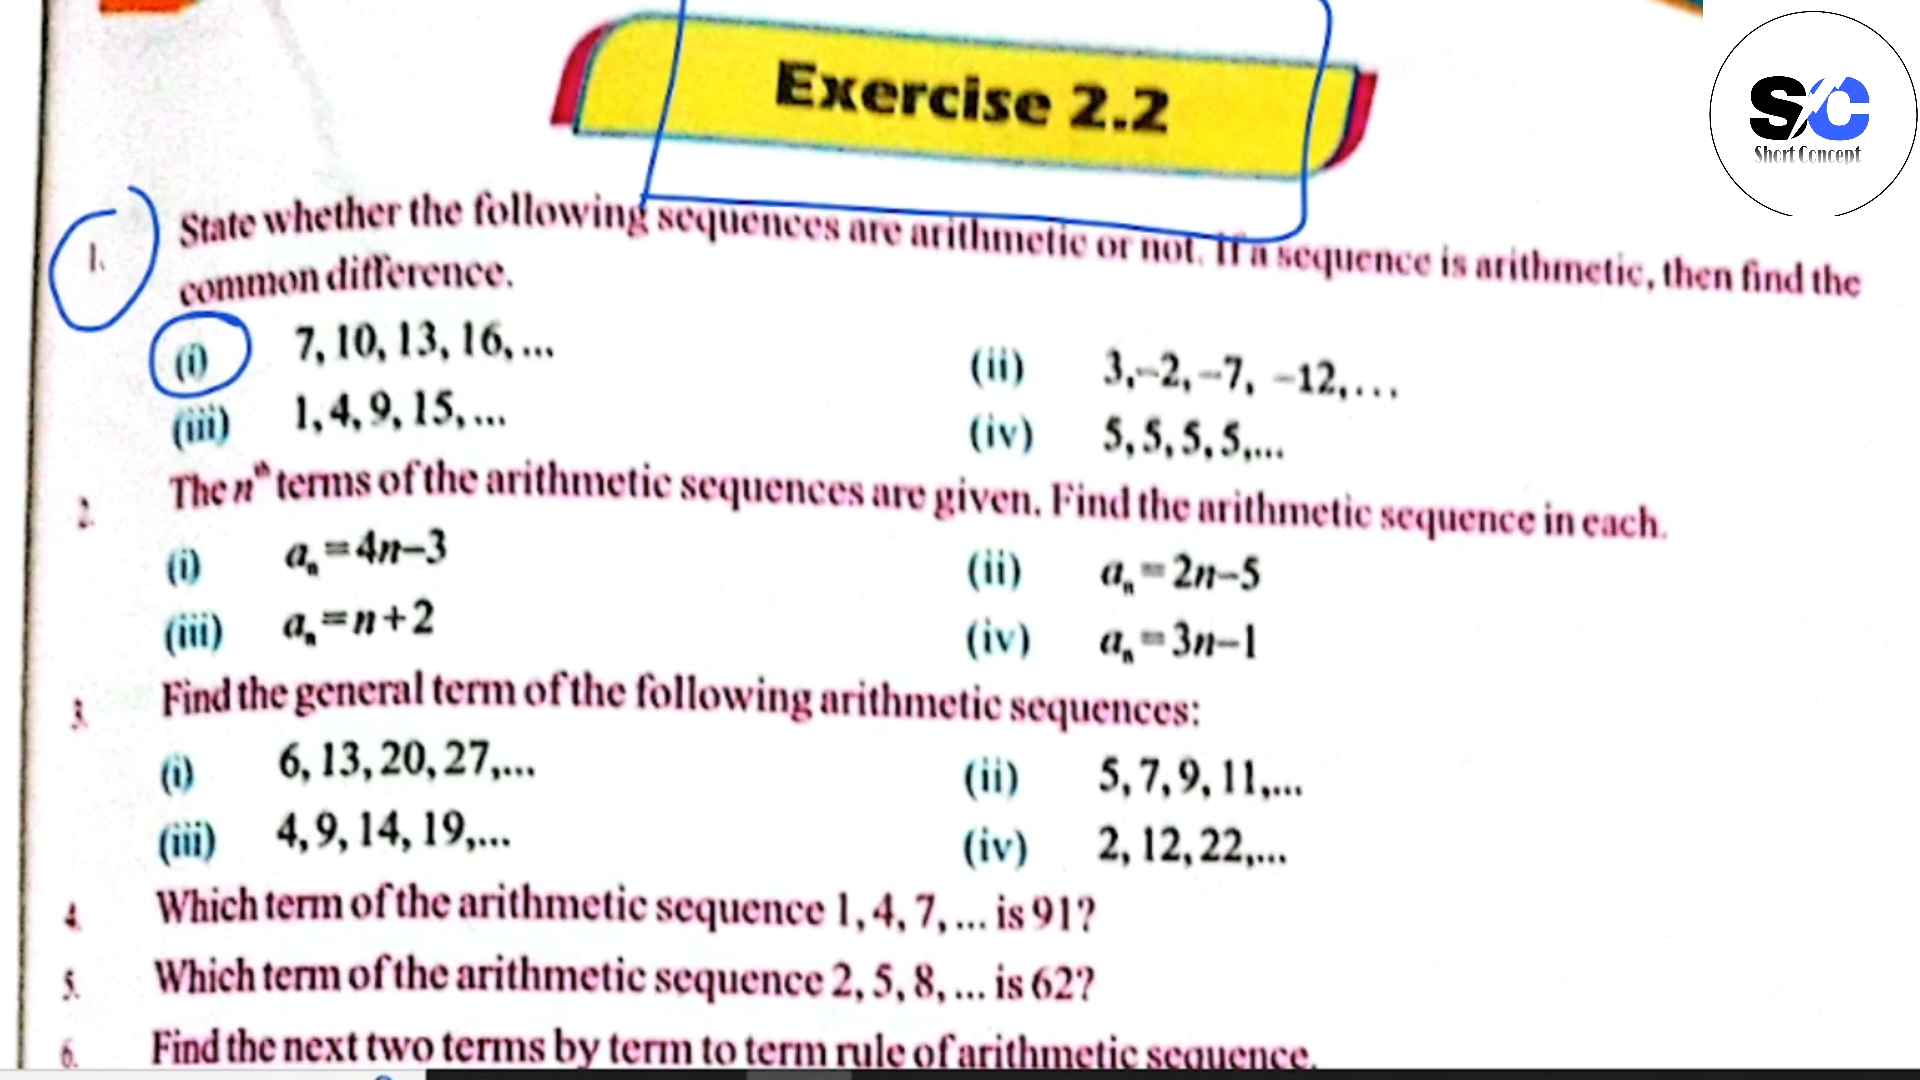 Exercise 2.2
SC
Short Concept
1. State whether the following sequences are arithmetic or not. If a sequence is arithmetic, then find the
common difference.
(i) 7, 10, 13, 16, ... (ii) 3, –2, –7, –12, ...
(iii) 1, 4, 9, 15, ... (iv) 5, 5, 5, 5, ...
2. The nᵗʰ terms of the arithmetic sequences are given. Find the arithmetic sequence in each.
(i) aₙ = 4n–3 (ii) aₙ = 2n–5
(iii) aₙ = n+2 (iv) aₙ = 3n–1
3. Find the general term of the following arithmetic sequences:
(i) 6, 13, 20, 27,... (ii) 5, 7, 9, 11,...
(iii) 4, 9, 14, 19,... (iv) 2, 12, 22,...
4. Which term of the arithmetic sequence 1, 4, 7, ... is 91?
5. Which term of the arithmetic sequence 2, 5, 8, ... is 62?
6. Find the next two terms by term to term rule of arithmetic sequence.